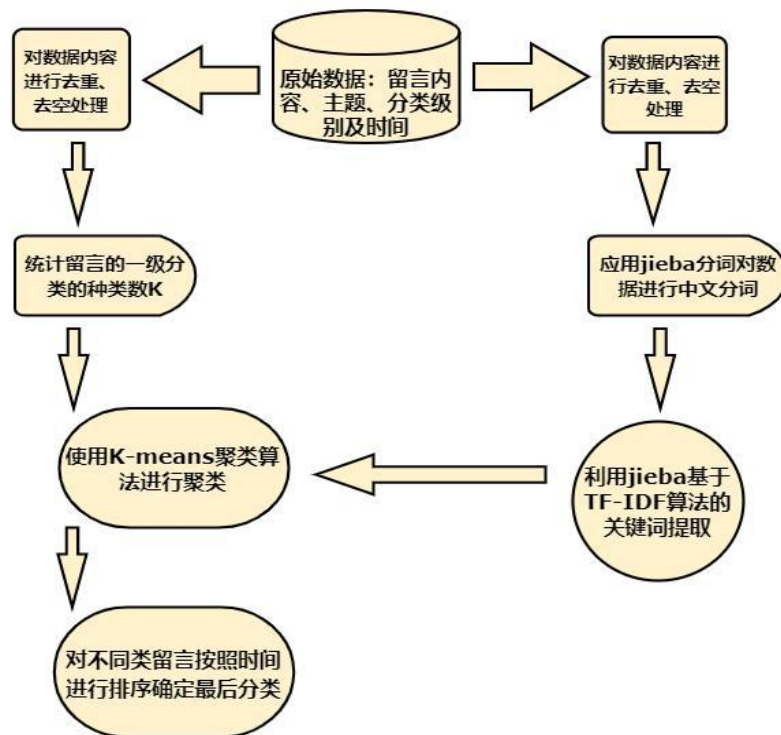 对数据内容
进行去重、
去空处理
原始数据：留言内
容、主题、分类级
别及时间
对数据内容进
行去重、去空
处理
统计留言的一级分
类的种类数K
应用jieba分词对数
据进行中文分词
使用K-means聚类算
法进行聚类
利用jieba基于
TF-IDF算法的
关键词提取
对不同类留言按照时间
进行排序确定最后分类